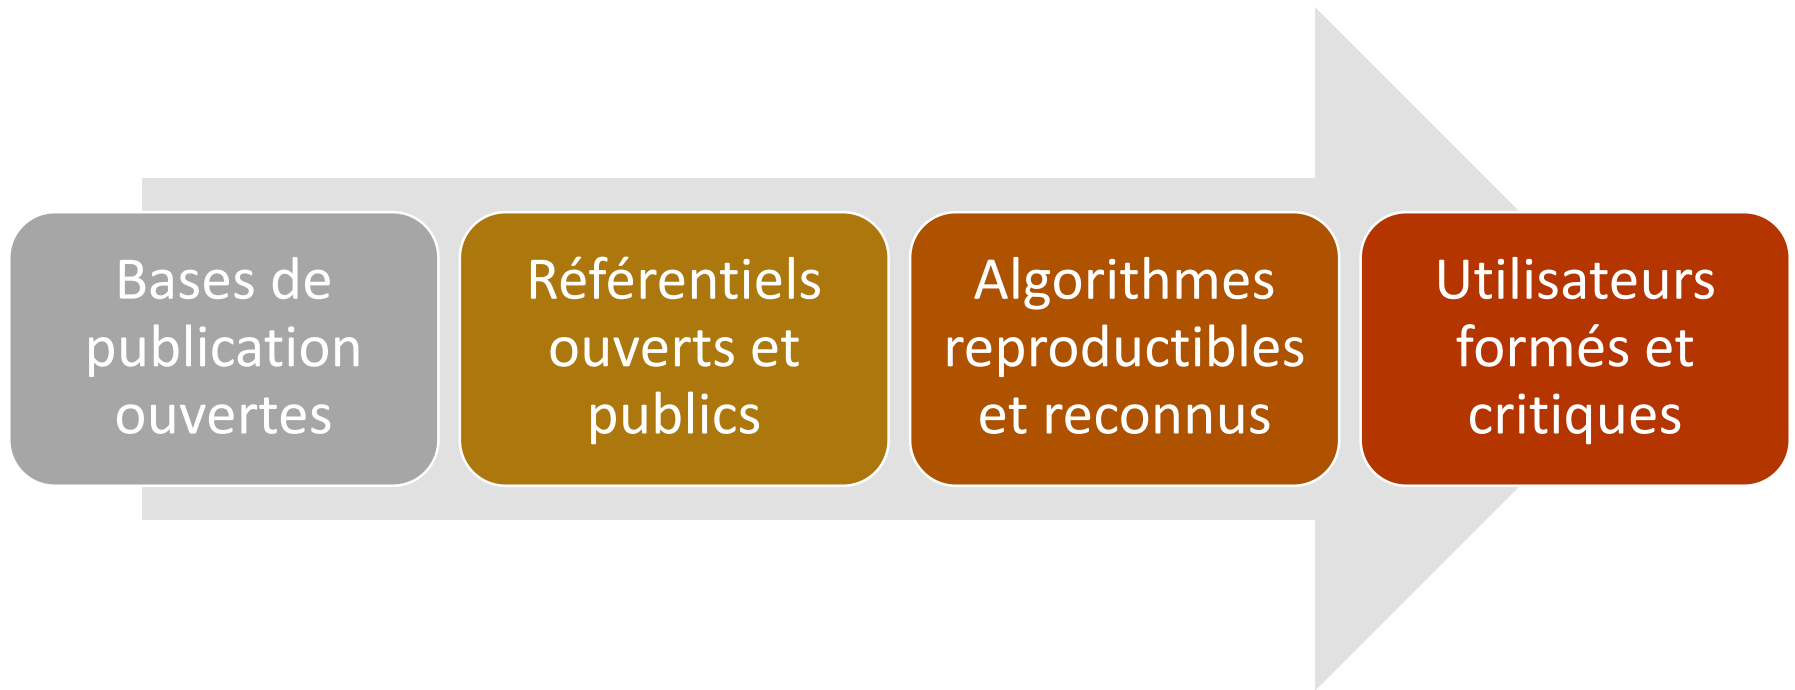 Bases de
publication
ouvertes
Référentiels
ouverts et
publics
Algorithmes
reproductibles
et reconnus
Utilisateurs
formés et
critiques